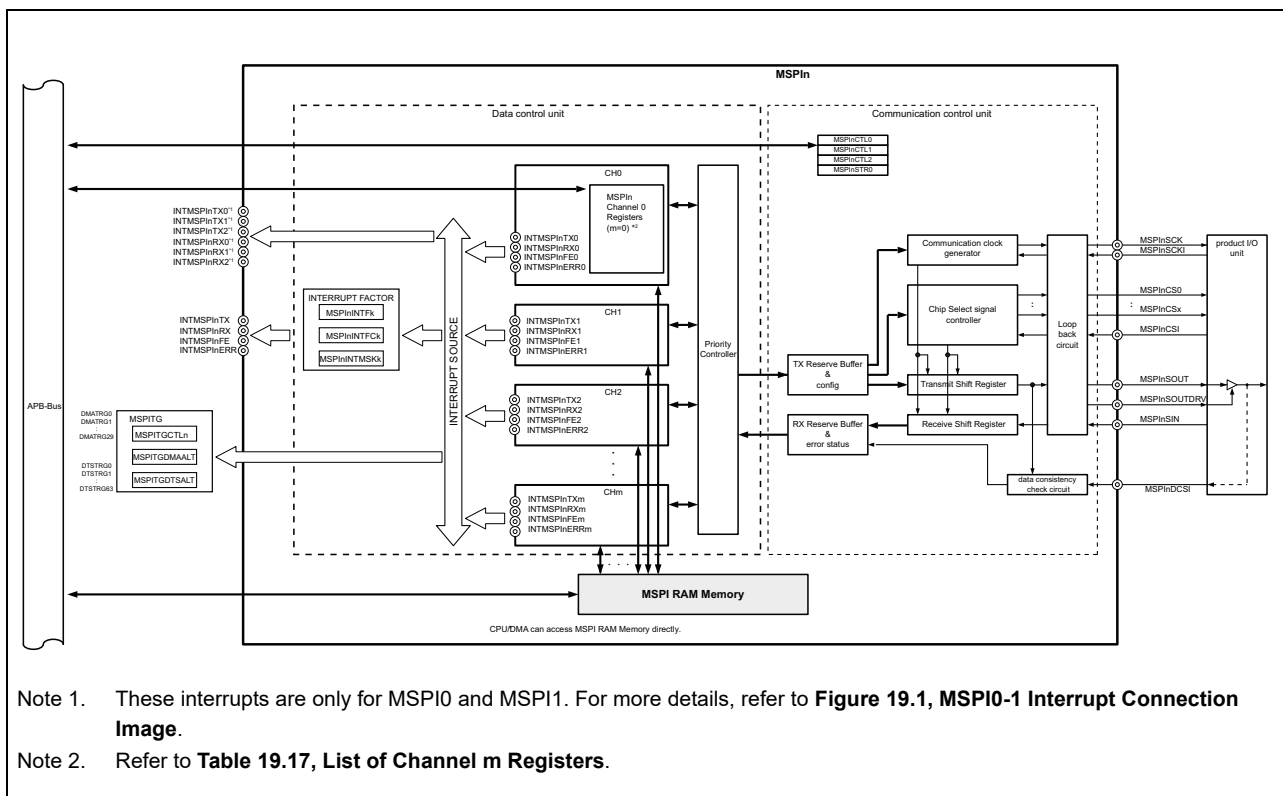 MSPIn
Data control unit
Communication control unit
MSPInCTL0
MSPInCTL1
MSPInCTL2
MSPInSTR0
APB-Bus
INTMSPInTX0*1
INTMSPInTX1*1
INTMSPInTX2*1
INTMSPInRX0*1
INTMSPInRX1*1
INTMSPInRX2*1
INTMSPInTX
INTMSPInRX
INTMSPInFE
INTMSPInERR
INTERRUPT FACTOR
MSPInINTFk
MSPInINTFCk
MSPInINTMSKk
DMATRG0
DMATRG1
:
DMATRG29
DTSTRG0
DTSTRG1
:
DTSTRG63
MSPITG
MSPITGCTLn
MSPITGDMAALT
MSPITGDTSALT
INTERRUPT SOURCE
CH0
INTMSPInTX0
INTMSPInRX0
INTMSPInFE0
INTMSPInERR0
MSPIn
Channel 0
Registers
(m=0) *2
CH1
INTMSPInTX1
INTMSPInRX1
INTMSPInFE1
INTMSPInERR1
CH2
INTMSPInTX2
INTMSPInRX2
INTMSPInFE2
INTMSPInERR2
CHm
INTMSPInTXm
INTMSPInRXm
INTMSPInFEm
INTMSPInERRm
Priority
Controller
TX Reserve Buffer
&
config
RX Reserve Buffer
&
error status
Communication clock
generator
Chip Select signal
controller
Transmit Shift Register
Receive Shift Register
data consistency
check circuit
Loop
back
circuit
MSPInSCK
MSPInSCKI
MSPInCS0
:
MSPInCSx
MSPInCSI
MSPInSOUT
MSPInSOUTDRV
MSPInSIN
MSPInDCSI
product I/O
unit
MSPI RAM Memory
CPU/DMA can access MSPI RAM Memory directly.
Note 1. These interrupts are only for MSPI0 and MSPI1. For more details, refer to Figure 19.1, MSPI0-1 Interrupt Connection
Image.
Note 2. Refer to Table 19.17, List of Channel m Registers.